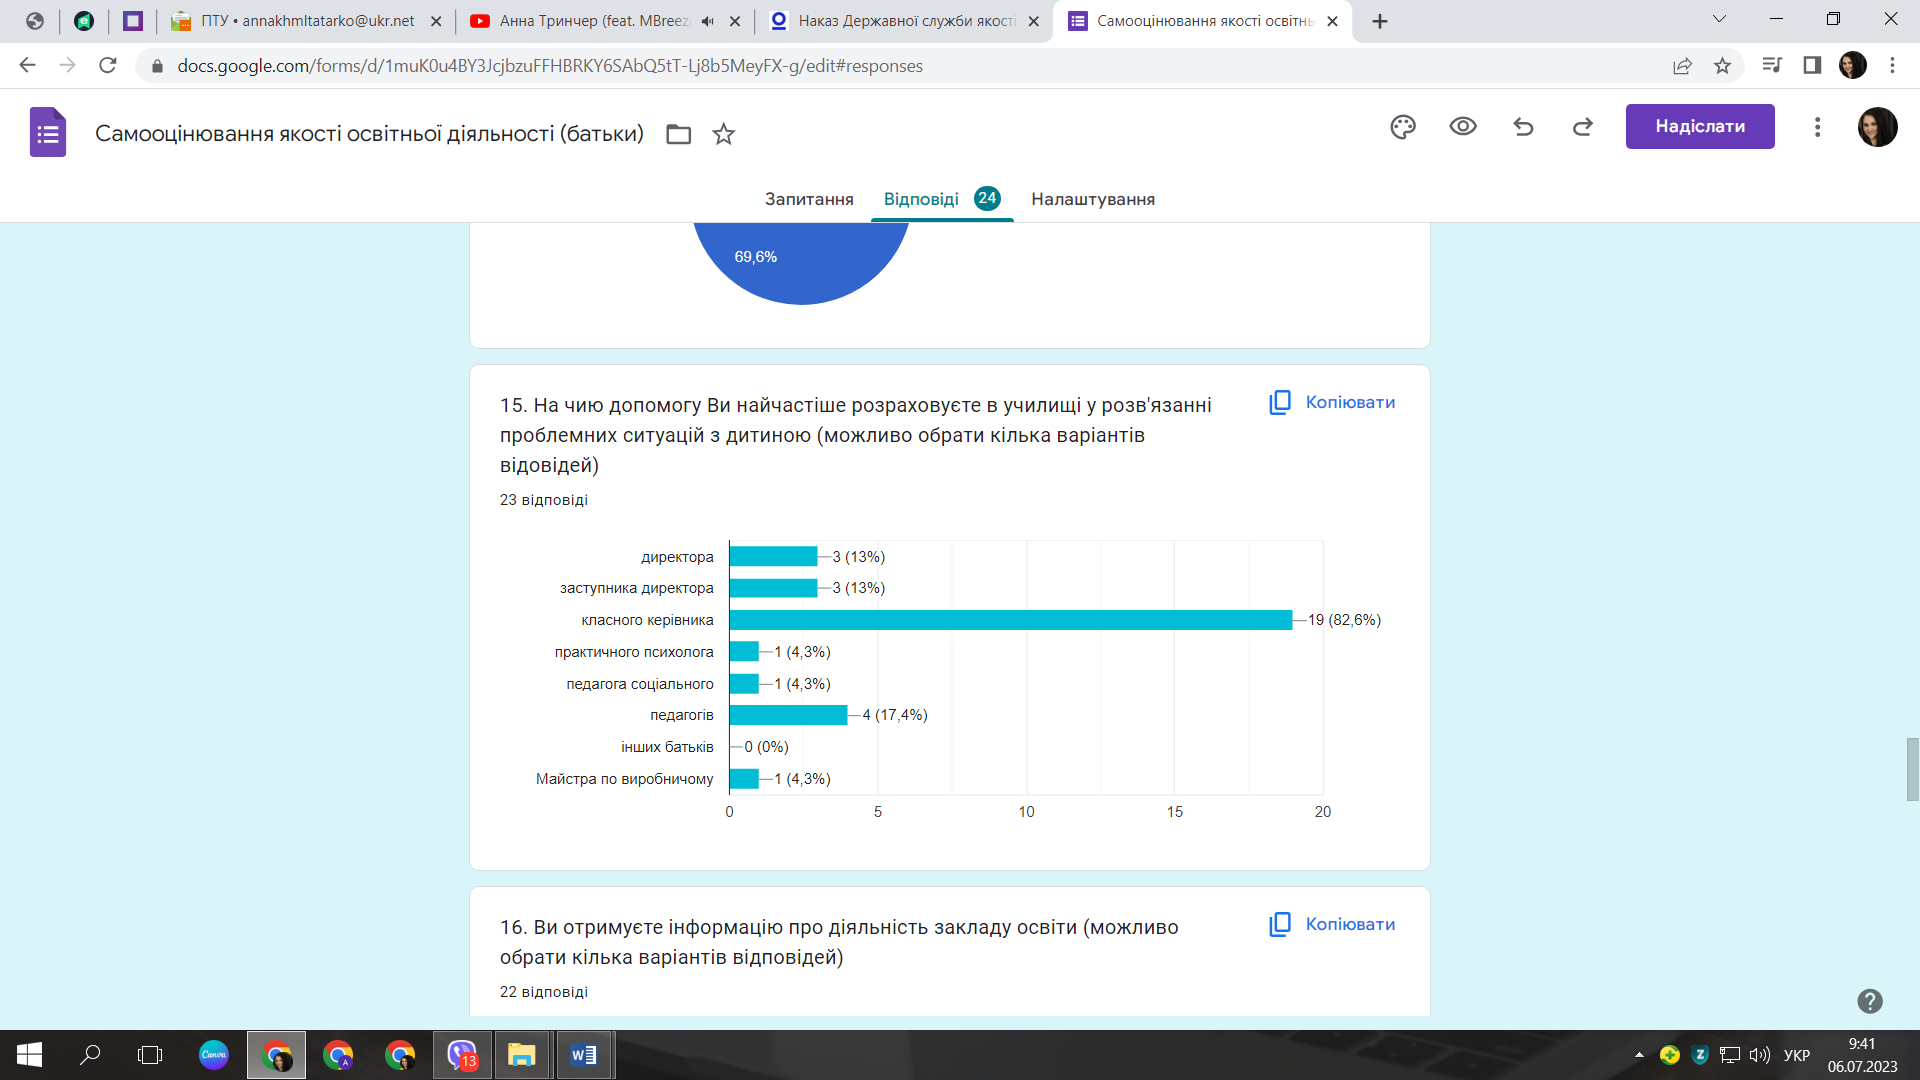 ПТУ • annakhmltatarko@ukr.net
Анна Тринчер (feat. MBreeze
Наказ Державної служби якості
Самооцінювання якості освітнь
docs.google.com/forms/d/1muK0u4BY3JcjbzuFFHBRKY6SAbQ5tT-Lj8b5MeyFX-g/edit#responses
Самооцінювання якості освітньої діяльності (батьки)
Надіслати
Запитання
Відповіді 24
Налаштування
69,6%
15. На чию допомогу Ви найчастіше розраховуєте в училищі у розв'язанні
проблемних ситуацій з дитиною (можливо обрати кілька варіантів
відовідей)
Копіювати
23 відповіді
директора 3 (13%)
заступника директора 3 (13%)
класного керівника 19 (82,6%)
практичного психолога 1 (4,3%)
педагога соціального 1 (4,3%)
педагогів 4 (17,4%)
інших батьків 0 (0%)
Майстра по виробничому 1 (4,3%)
0 5 10 15 20
16. Ви отримуєте інформацію про діяльність закладу освіти (можливо
обрати кілька варіантів відповідей)
Копіювати
22 відповіді
Canva
A
13
W
Z
УКР
9:41
06.07.2023